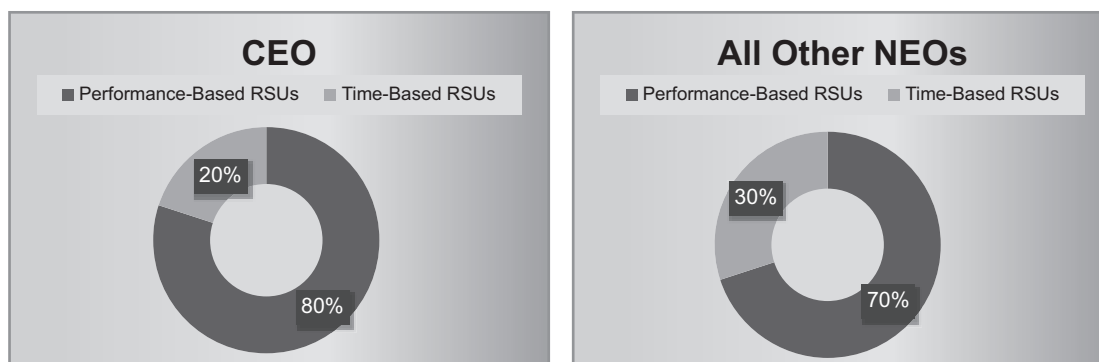 CEO
Performance-Based RSUs Time-Based RSUs
20%
80%
All Other NEOs
Performance-Based RSUs Time-Based RSUs
30%
70%